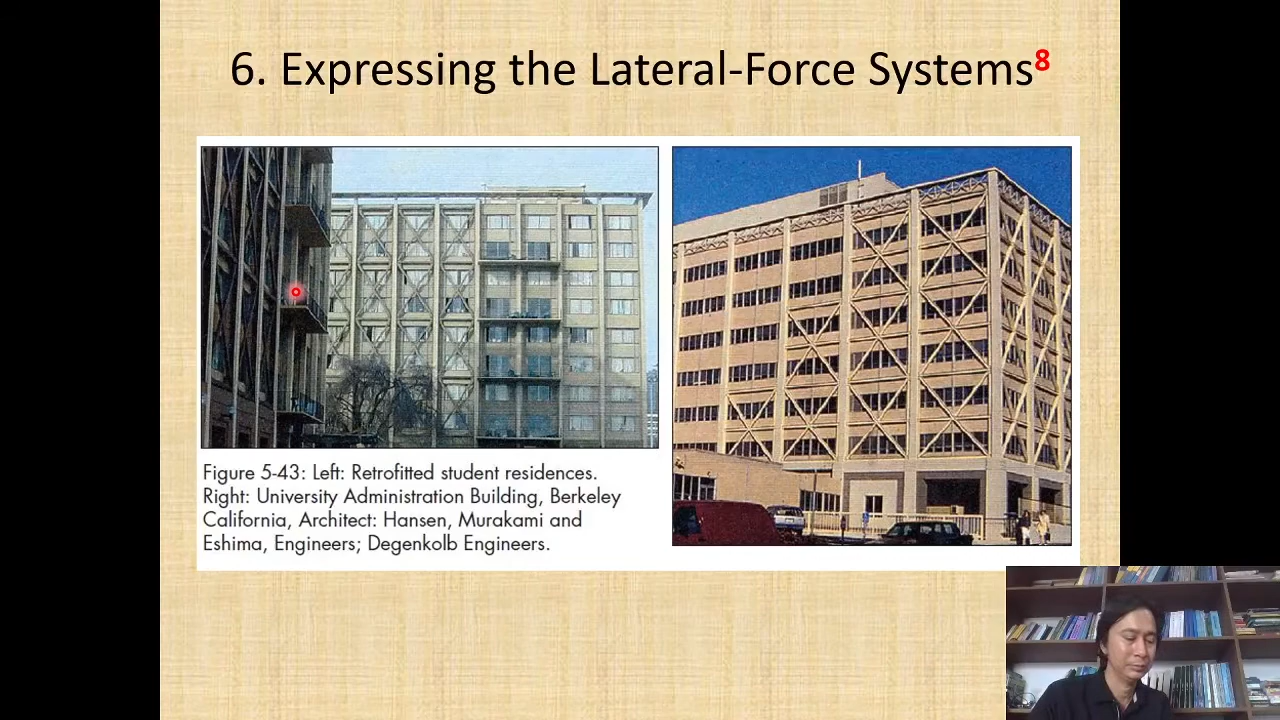 6. Expressing the Lateral-Force Systems8
Figure 5-43: Left: Retrofitted student residences.
Right: University Administration Building, Berkeley
California, Architect: Hansen, Murakami and
Eshima, Engineers; Degenkolb Engineers.